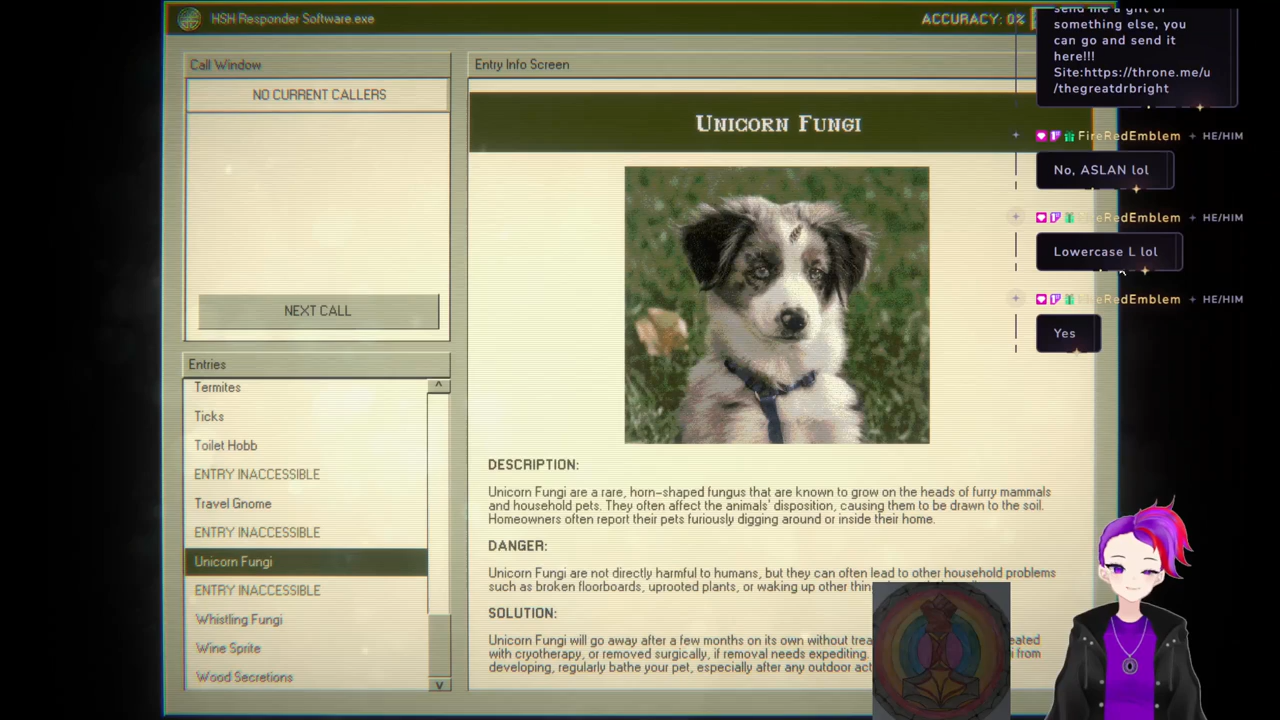 HSH Responder Software.exe
ACCURACY: 0%
Call Window
NO CURRENT CALLERS
NEXT CALL
Entries
Termites
Ticks
Toilet Hobb
ENTRY INACCESSIBLE
Travel Gnome
ENTRY INACCESSIBLE
Unicorn Fungi
ENTRY INACCESSIBLE
Whistling Fungi
Wine Sprite
Wood Secretions
Entry Info Screen
Unicorn Fungi
DESCRIPTION:
Unicorn Fungi are a rare, horn-shaped fungus that are known to grow on the heads of furry mammals
and household pets. They often affect the animals' disposition, causing them to be drawn to the soil.
Homeowners often report their pets furiously digging around or inside their home.
DANGER:
Unicorn Fungi are not directly harmful to humans, but they can often lead to other household problems
such as broken floorboards, uprooted plants, or waking up other
SOLUTION:
Unicorn Fungi will go away after a few months on its own without
with cryotherapy, or removed surgically, if removal needs expediting. from
developing, regularly bathe your pet, especially after any outdoor
send me a gift or
something else, you
can go and send it
here!!!
Site:https://throne.me/u
/thegreatdrbright
FireRedEmblem HE/HIM
No, ASLAN lol
FireRedEmblem HE/HIM
Lowercase L lol
FireRedEmblem HE/HIM
Yes